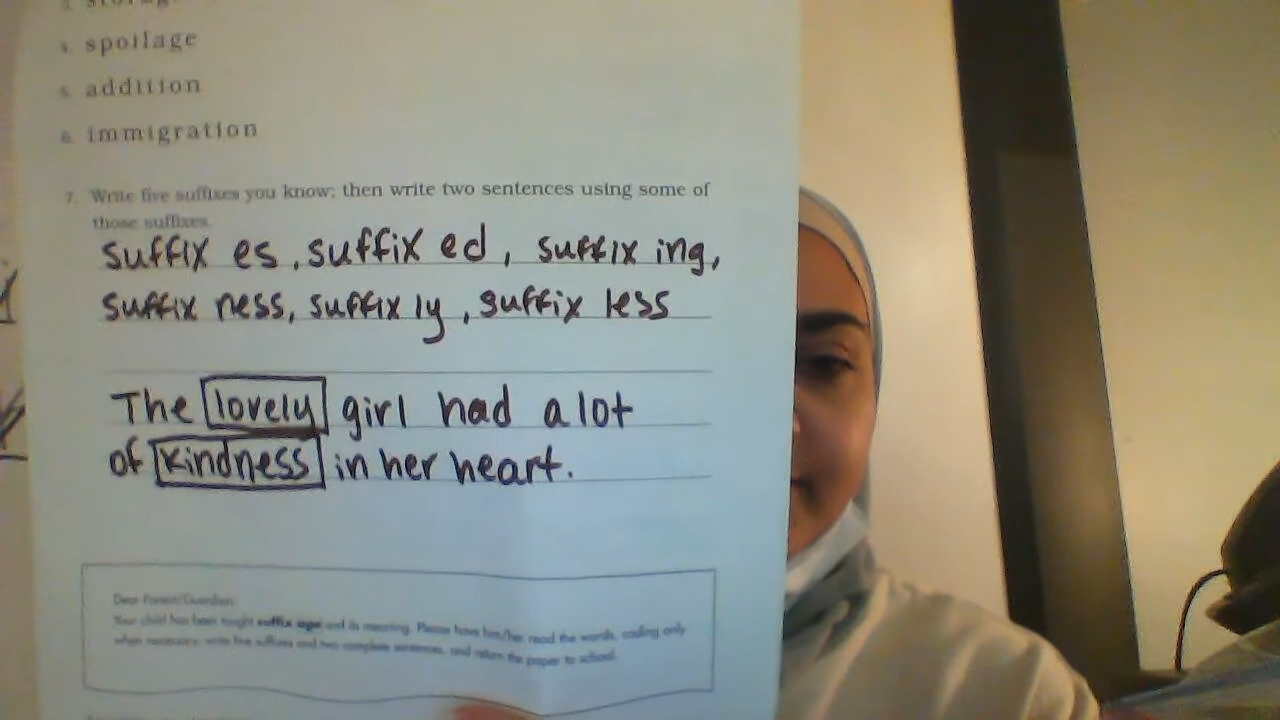 4. spoilage
5. addition
6. immigration
7. Write five suffixes you know; then write two sentences using some of
those suffixes.
suffix es, suffix ed, suffix ing,
suffix ness, suffix ly, suffix less
The lovely girl had a lot
of kindness in her heart.
Dear Parent/Guardian:
Your child has been taught suffix age and its meaning. Please have him/her read the words, coding only
when necessary, write five suffixes and two complete sentences, and return the paper to school.